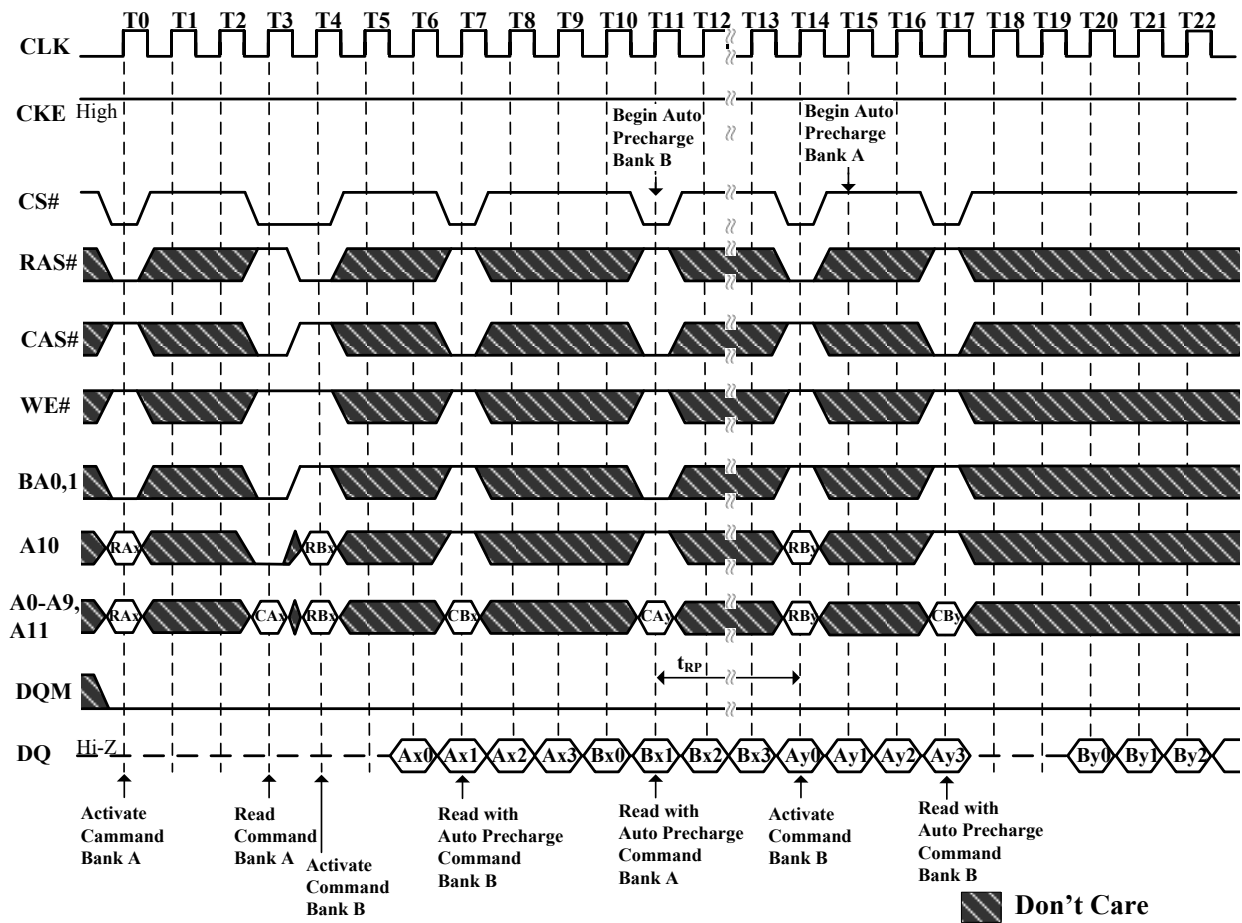 T0 T1 T2 T3 T4 T5 T6 T7 T8 T9 T10 T11 T12 T13 T14 T15 T16 T17 T18 T19 T20 T21 T22
CLK
CKE High
Begin Auto
Precharge
Bank B
Begin Auto
Precharge
Bank A
CS#
RAS#
CAS#
WE#
BA0,1
A10 RAx RBx RBy
A0-A9,
A11
RAx CAx RBx CBx CAy RBy CBy
tRP
DQM
DQ Hi-Z Ax0 Ax1 Ax2 Ax3 Bx0 Bx1 Bx2 Bx3 Ay0 Ay1 Ay2 Ay3 By0 By1 By2
Activate
Cammand
Bank A
Read
Command
Bank A
Activate
Command
Bank B
Read with
Auto Precharge
Command
Bank B
Read with
Auto Precharge
Command
Bank A
Activate
Command
Bank B
Read with
Auto Precharge
Command
Bank B
Don't Care